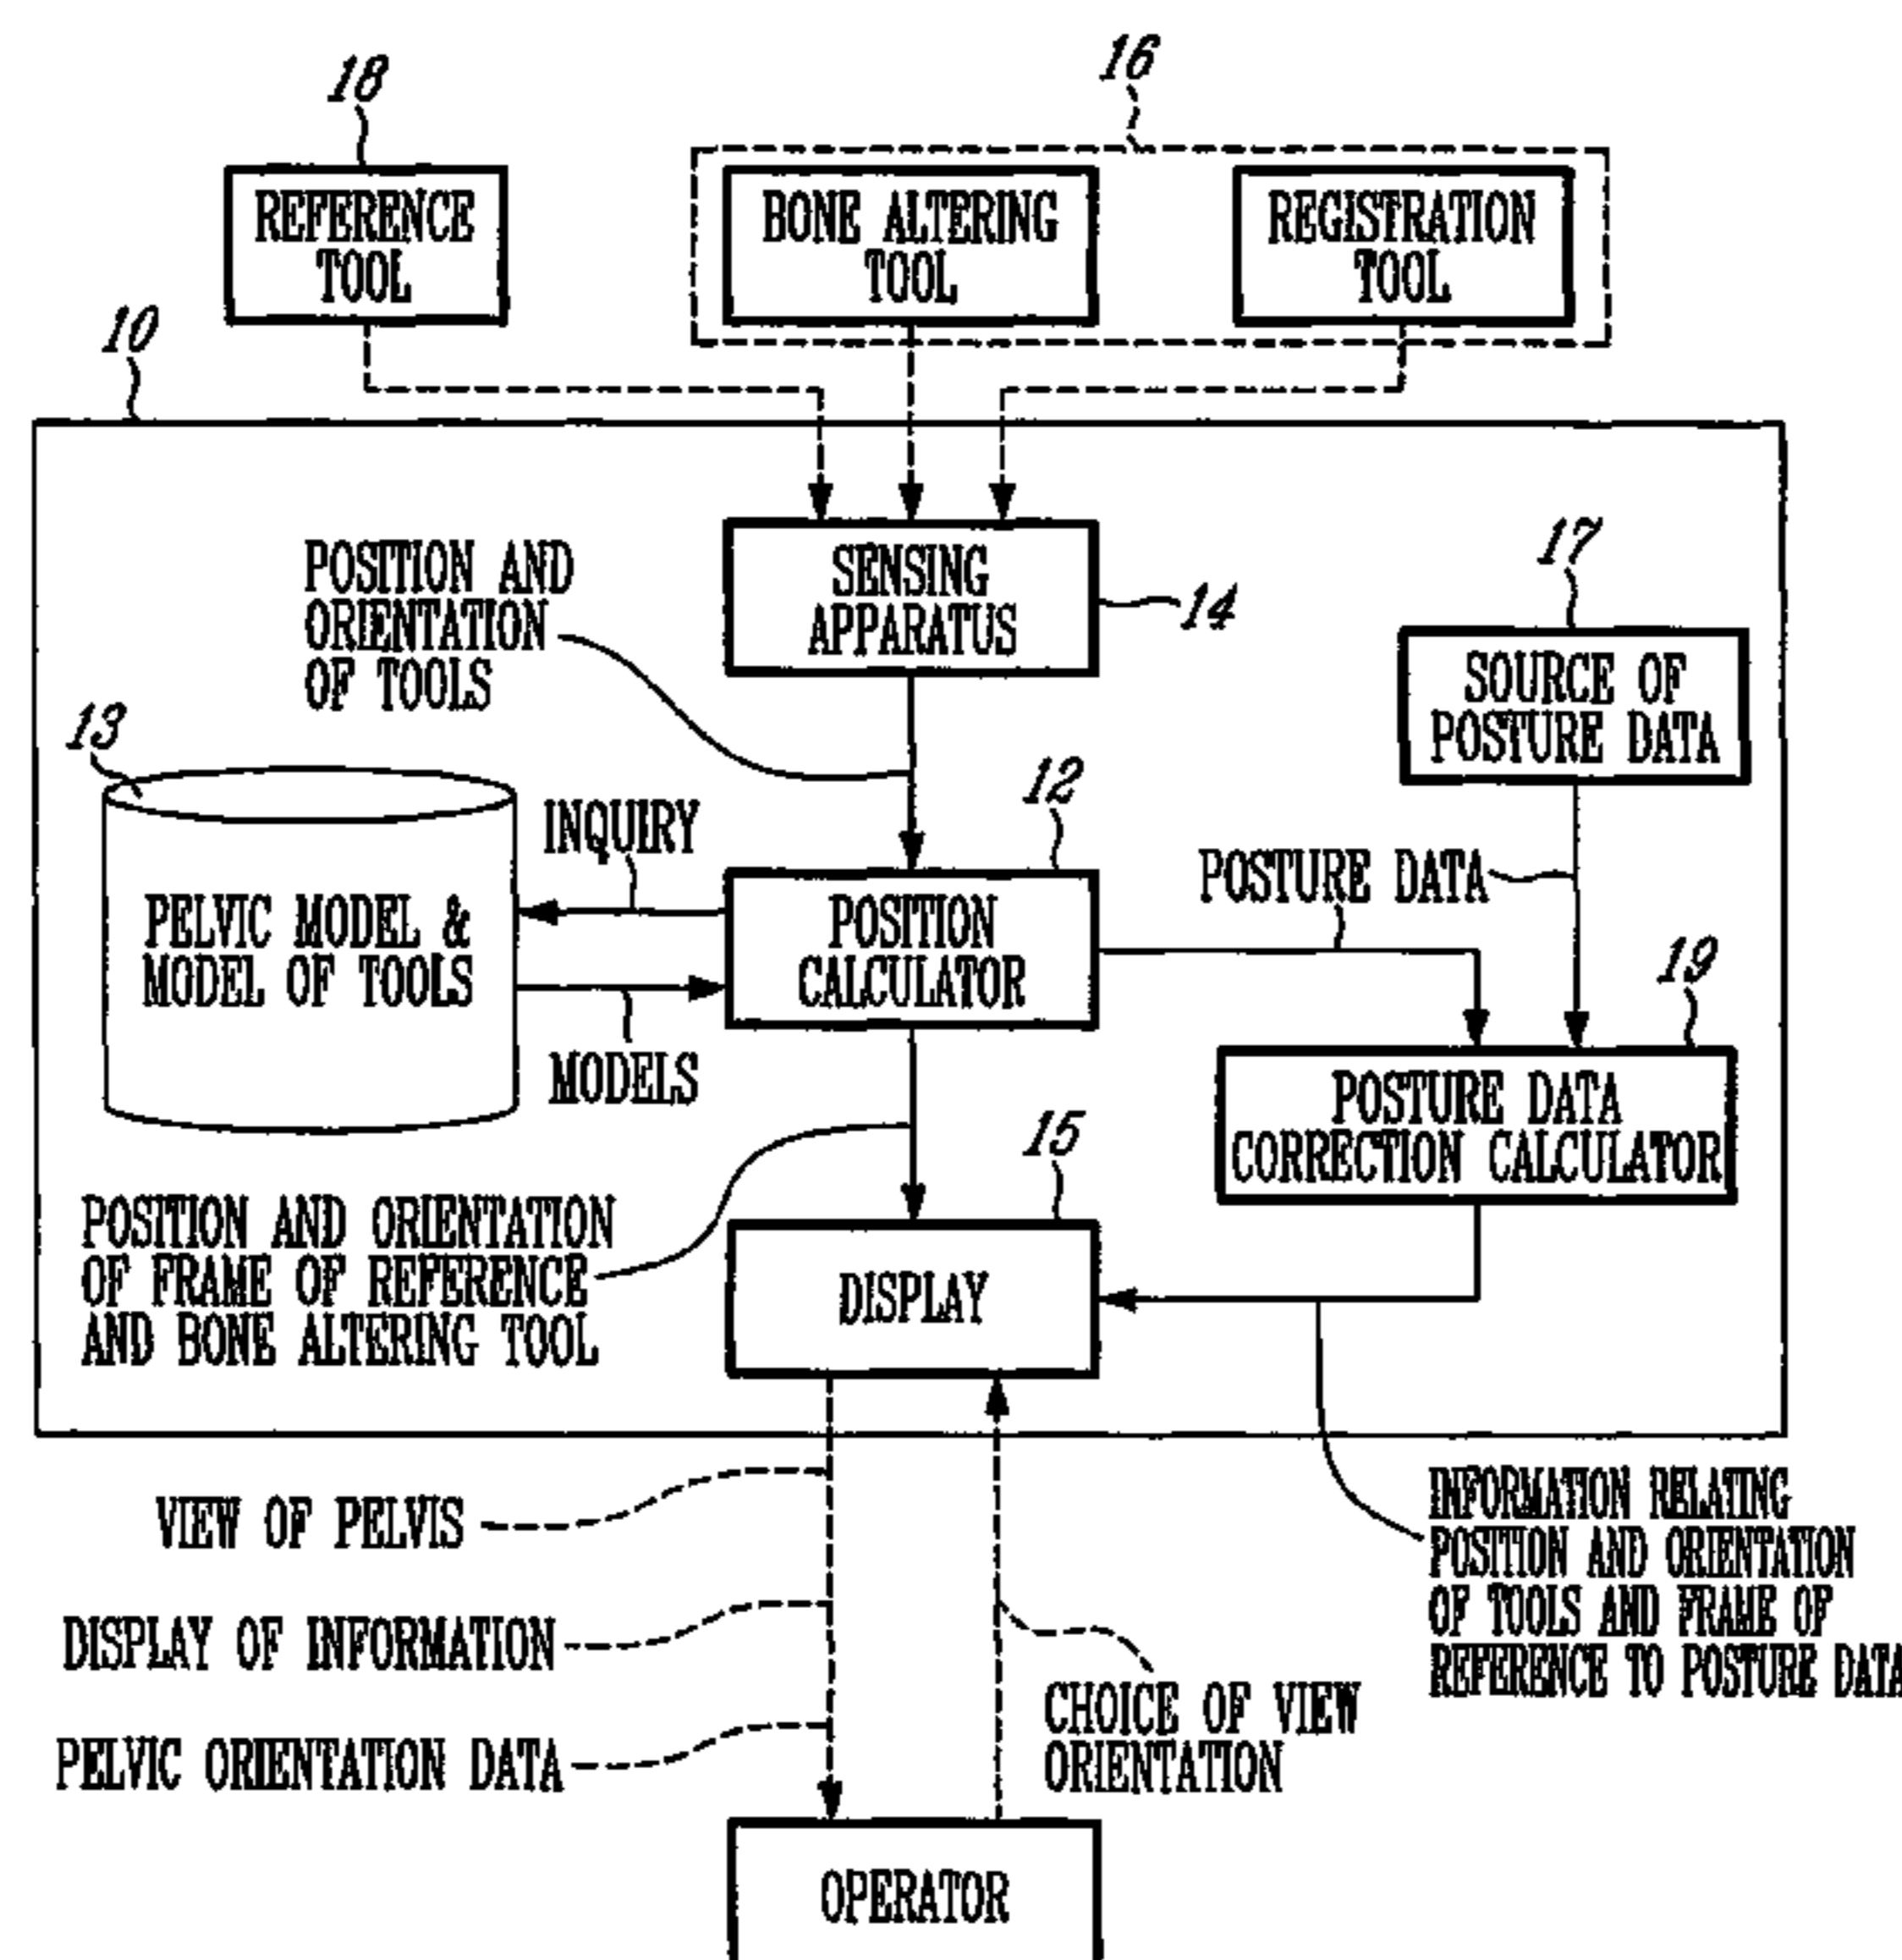 18
16
REFERENCE
TOOL
BONE ALTERING
TOOL
REGISTRATION
TOOL
10
POSITION AND
ORIENTATION
OF TOOLS
SENSING
APPARATUS
14
17
SOURCE OF
POSTURE DATA
13
12
INQUIRY
POSTURE DATA
PELVIC MODEL &
MODEL OF TOOLS
POSITION
CALCULATOR
19
MODELS
POSTURE DATA
CORRECTION CALCULATOR
15
POSITION AND ORIENTATION
OF FRAME OF REFERENCE
AND BONE ALTERING TOOL
DISPLAY
VIEW OF PELVIS
INFORMATION RELATING
POSITION AND ORIENTATION
OF TOOLS AND FRAME OF
REFERENCE TO POSTURE DATA
DISPLAY OF INFORMATION
CHOICE OF VIEW
ORIENTATION
PELVIC ORIENTATION DATA
OPERATOR